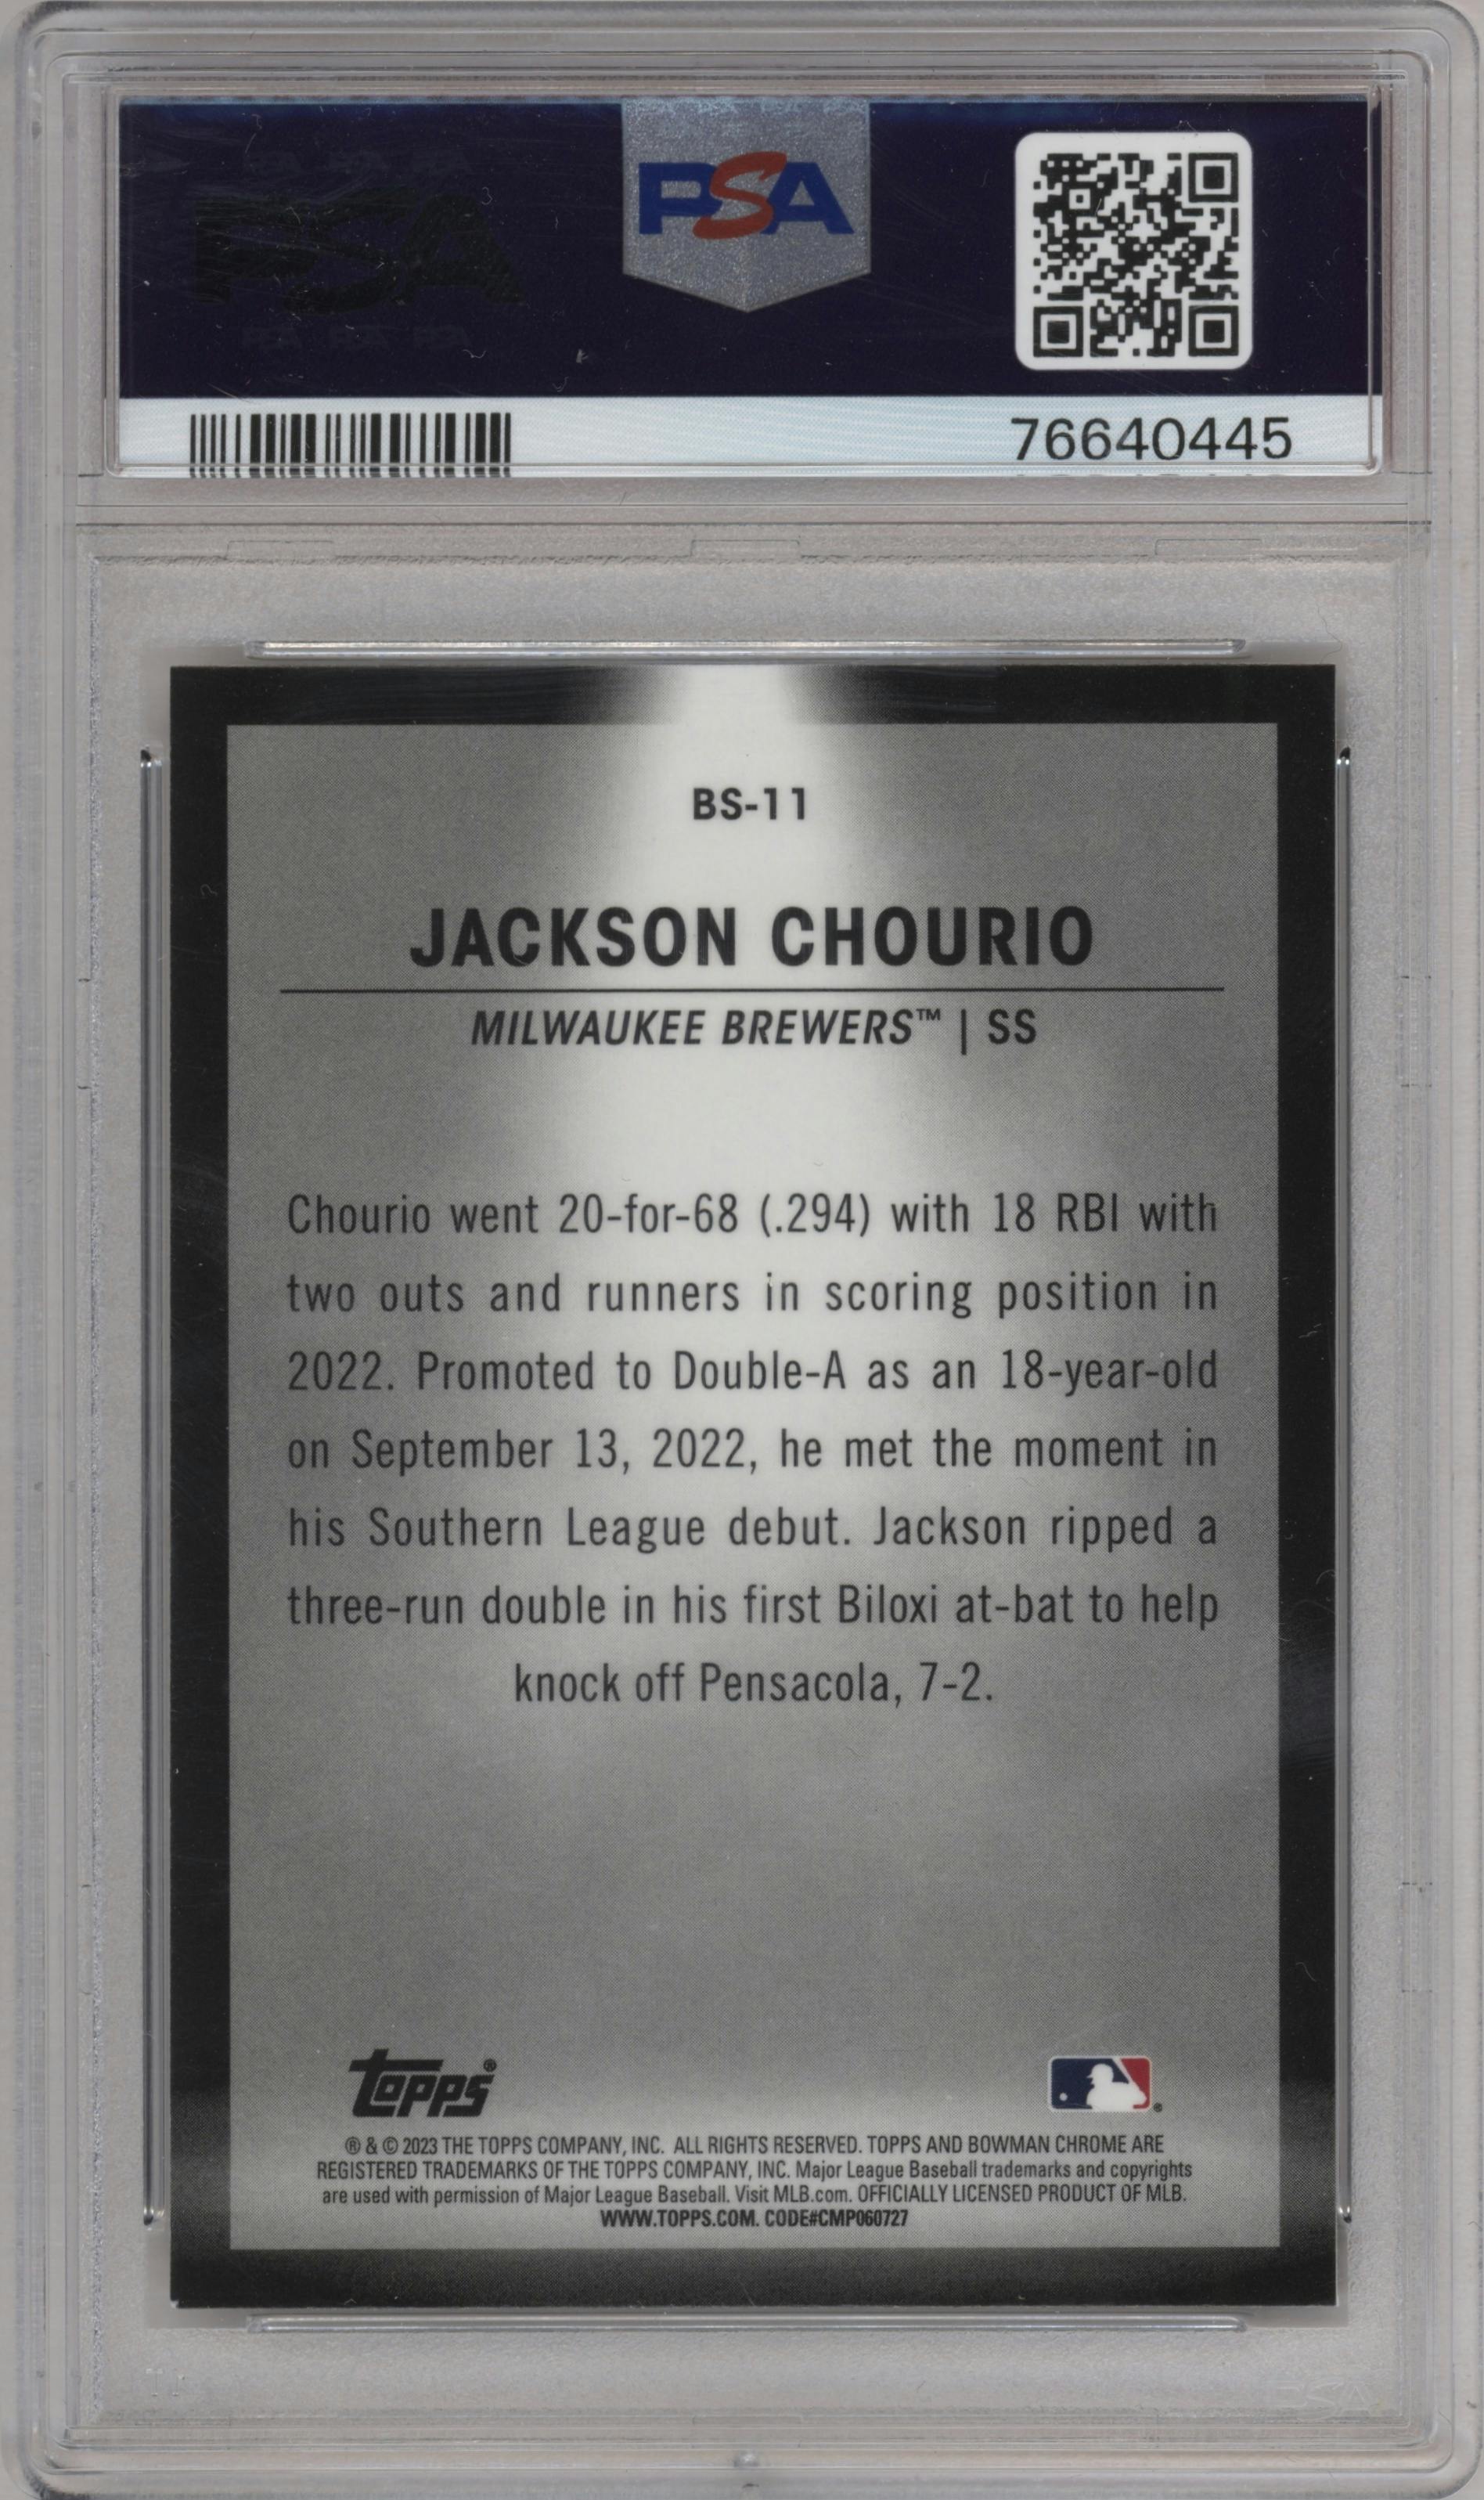 PSA
PSA
76640445
BS-11
JACKSON CHOURIO
MILWAUKEE BREWERS™ | SS
Chourio went 20-for-68 (.294) with 18 RBI with
two outs and runners in scoring position in
2022. Promoted to Double-A as an 18-year-old
on September 13, 2022, he met the moment in
his Southern League debut. Jackson ripped a
three-run double in his first Biloxi at-bat to help
knock off Pensacola, 7-2.
topps®
® & © 2023 THE TOPPS COMPANY, INC. ALL RIGHTS RESERVED. TOPPS AND BOWMAN CHROME ARE
REGISTERED TRADEMARKS OF THE TOPPS COMPANY, INC. Major League Baseball trademarks and copyrights
are used with permission of Major League Baseball. Visit MLB.com. OFFICIALLY LICENSED PRODUCT OF MLB.
WWW.TOPPS.COM. CODE#CMP060727